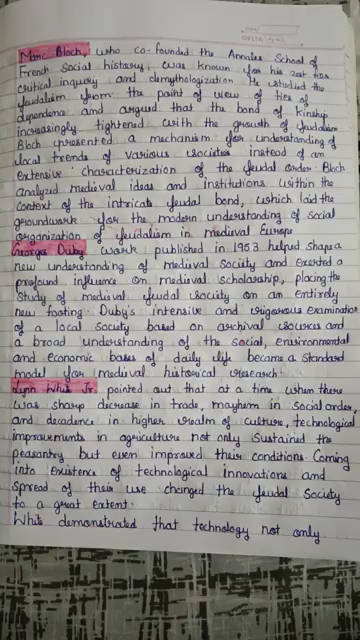 Marc Bloch, who co-founded the Annales School of
French social history, was known for his zest for
critical inquiry and demythologization. He studied the
feudalism from the point of view of ties of
dependence and argued that the bond of kinship
increasingly tightened with the growth of feudalism
Bloch presented a mechanism for understanding of
local trends of various societies instead of an
extensive characterization of the feudal order. Bloch
analyzed medieval ideas and institutions within the
context of the intricate feudal bond, which laid the
groundwork for the modern understanding of social
organization of feudalism in medieval Europe
Georges Duby work published in 1953 helped shape a
new understanding of medieval society and exerted a
profound influence on medieval scholarship, placing the
study of medieval feudal society on an entirely
new footing. Duby's intensive and rigorous examination
of a local society based on archival sources and
a broad understanding of the social, environmental
and economic bases of daily life became a standard
model for medieval historical research.
Lynn White Jr. pointed out that at a time when there
was sharp decrease in trade, mayhem in social order,
and decadence in higher realm of culture, technological
improvements in agriculture not only sustained the
peasantry but even improved their conditions. Coming
into existence of technological innovations and
spread of their use changed the feudal society
to a great extent.
White demonstrated that technology not only